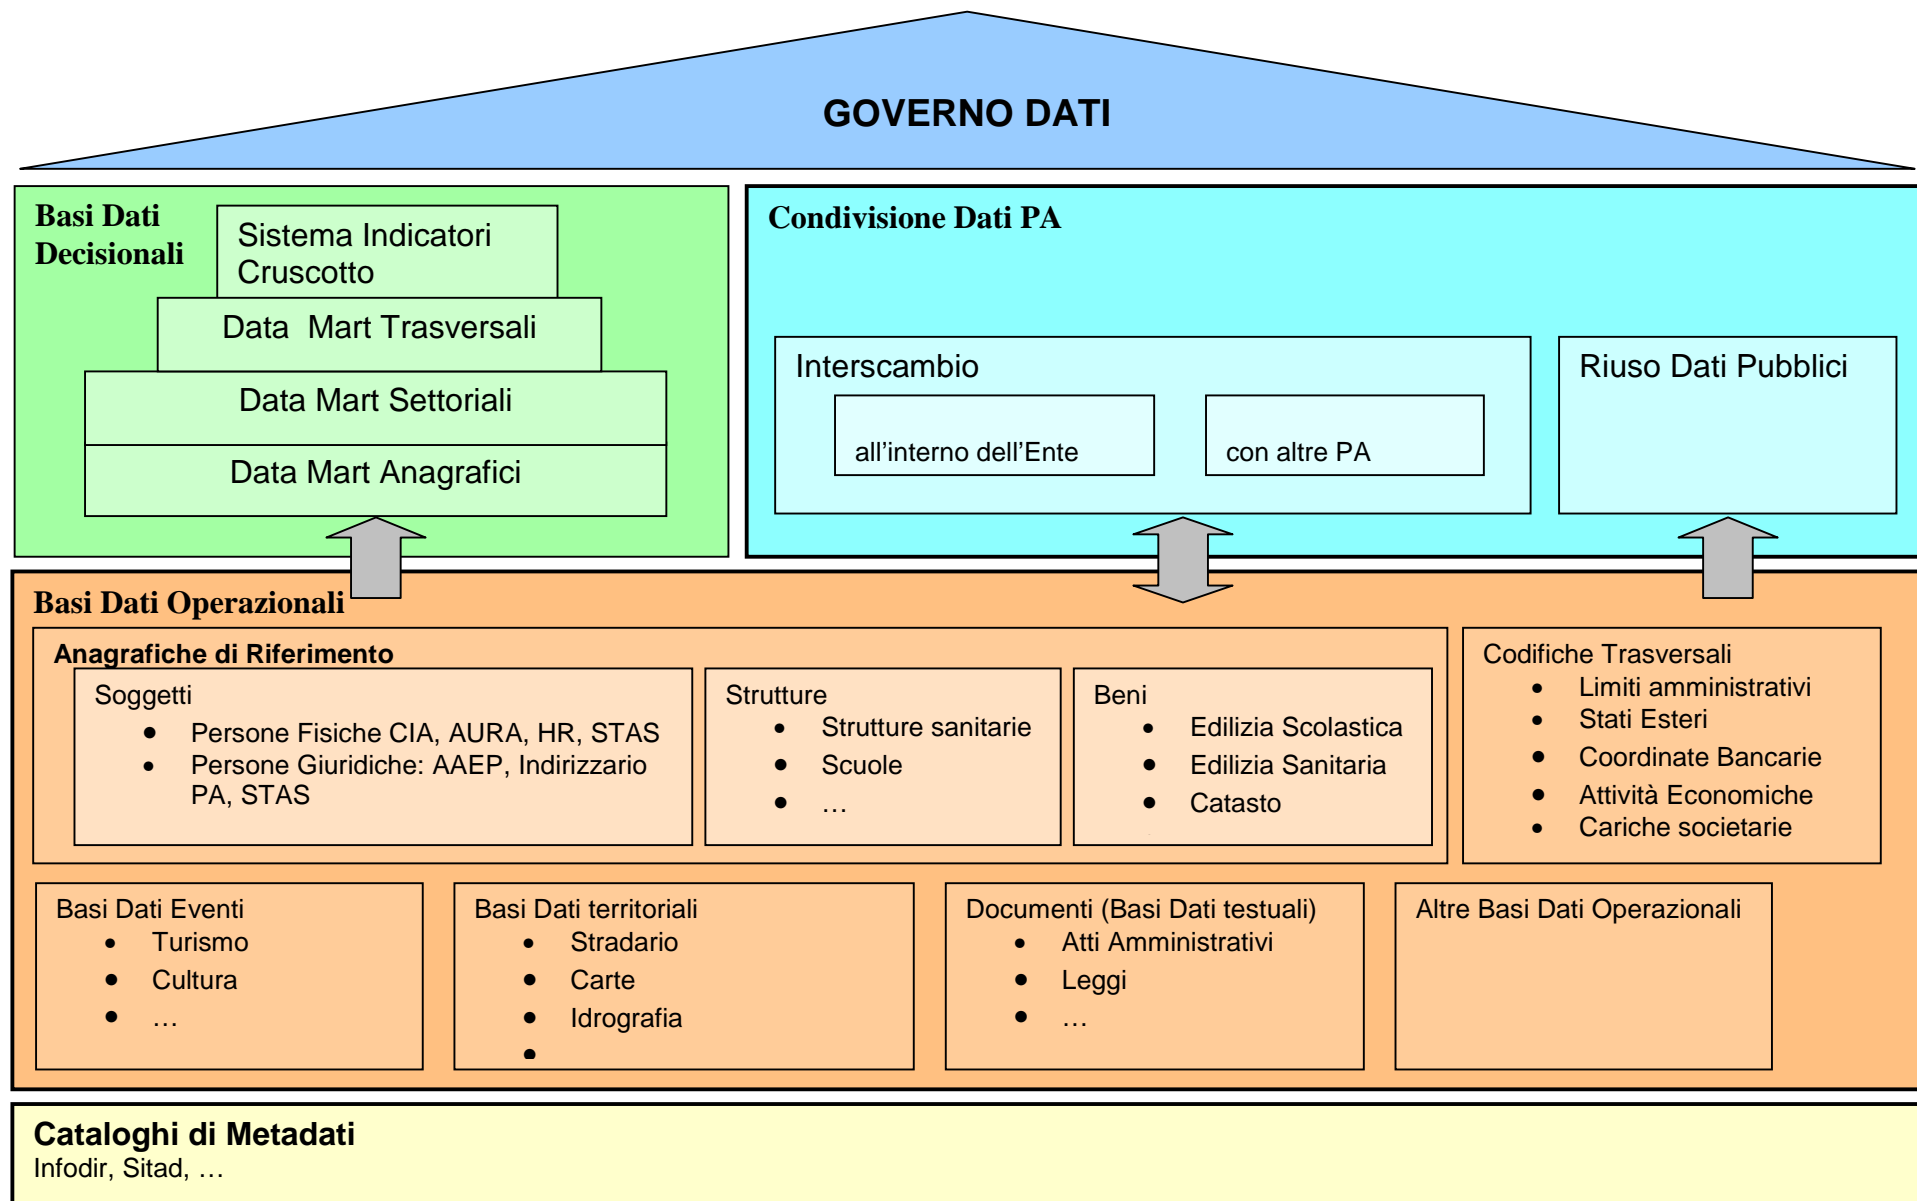 GOVERNO DATI
Basi Dati
Decisionali
Sistema Indicatori
Cruscotto
Data  Mart Trasversali
Data Mart Settoriali
Data Mart Anagrafici
Condivisione Dati PA
Interscambio
all'interno dell'Ente
con altre PA
Riuso Dati Pubblici
Basi Dati Operazionali
Anagrafiche di Riferimento
Soggetti
• Persone Fisiche CIA, AURA, HR, STAS
• Persone Giuridiche: AAEP, Indirizzario
PA, STAS
Strutture
• Strutture sanitarie
• Scuole
• …
Beni
• Edilizia Scolastica
• Edilizia Sanitaria
• Catasto
Codifiche Trasversali
• Limiti amministrativi
• Stati Esteri
• Coordinate Bancarie
• Attività Economiche
• Cariche societarie
Basi Dati Eventi
• Turismo
• Cultura
• …
Basi Dati territoriali
• Stradario
• Carte
• Idrografia
•
Documenti (Basi Dati testuali)
• Atti Amministrativi
• Leggi
• …
Altre Basi Dati Operazionali
Cataloghi di Metadati
Infodir, Sitad, …